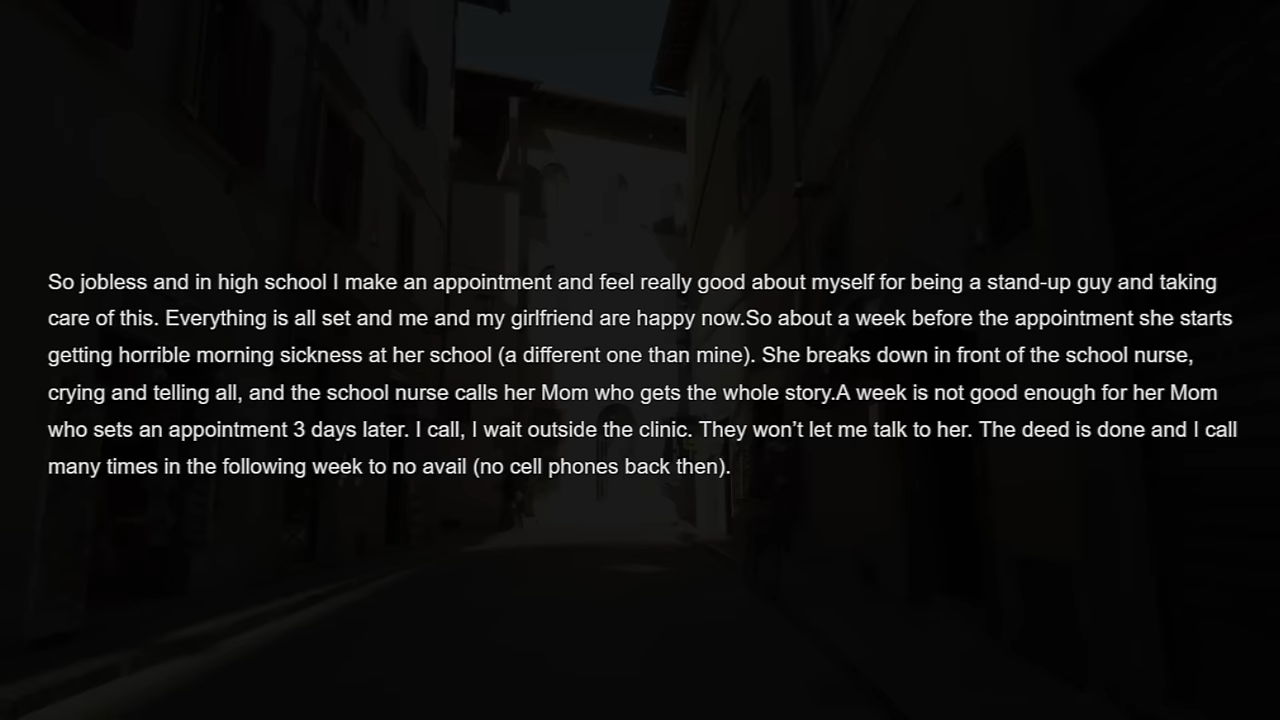 So jobless and in high school I make an appointment and feel really good about myself for being a stand-up guy and taking
care of this. Everything is all set and me and my girlfriend are happy now.So about a week before the appointment she starts
getting horrible morning sickness at her school (a different one than mine). She breaks down in front of the school nurse,
crying and telling all, and the school nurse calls her Mom who gets the whole story.A week is not good enough for her Mom
who sets an appointment 3 days later. I call, I wait outside the clinic. They won’t let me talk to her. The deed is done and I call
many times in the following week to no avail (no cell phones back then).